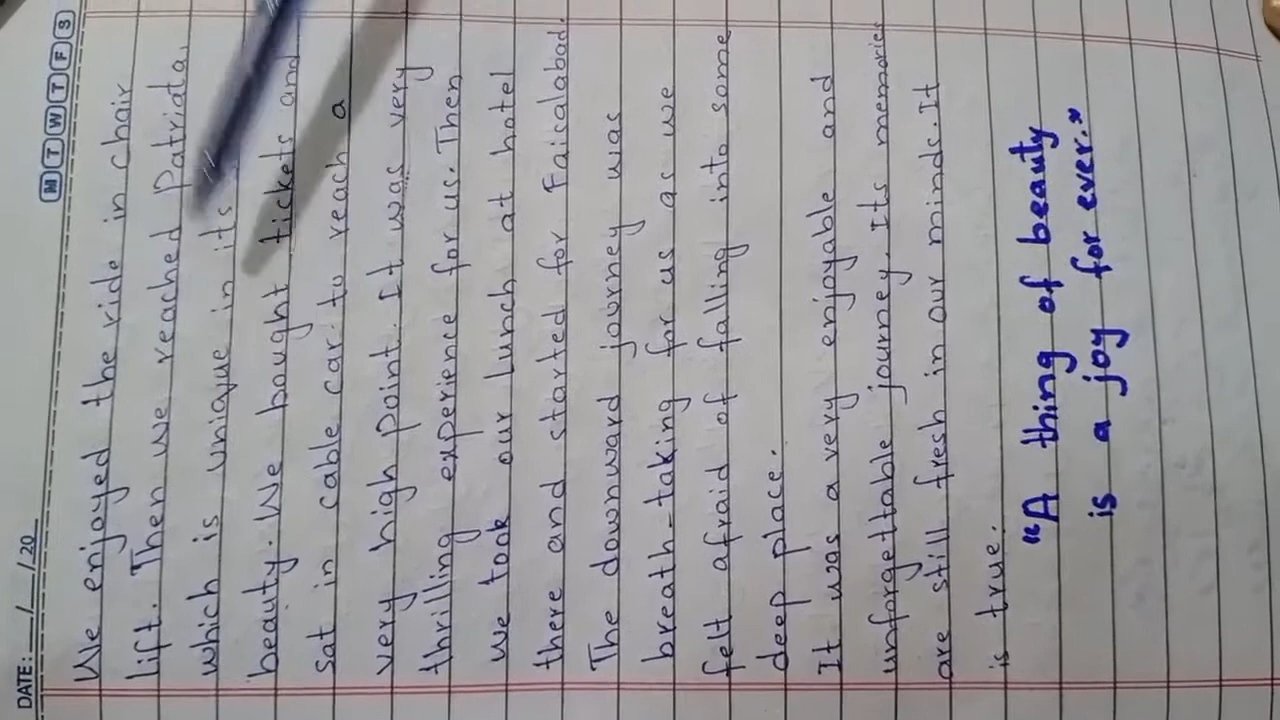 DATE: __/__/20
M T W T F S
We enjoyed the ride in chair
lift. Then we reached Patriata,
which is unique in its
beauty. We bought tickets and
sat in cable car to reach a
very high point. It was very
thrilling experience for us. Then
we took our lunch at hotel
there and started for Faisalabad.
The downward journey was
breath-taking for us as we
felt afraid of falling into some
deep place.
It was a very enjoyable and
unforgettable journey. Its memories
are still fresh in our minds. It
is true.
"A thing of beauty
is a joy for ever."